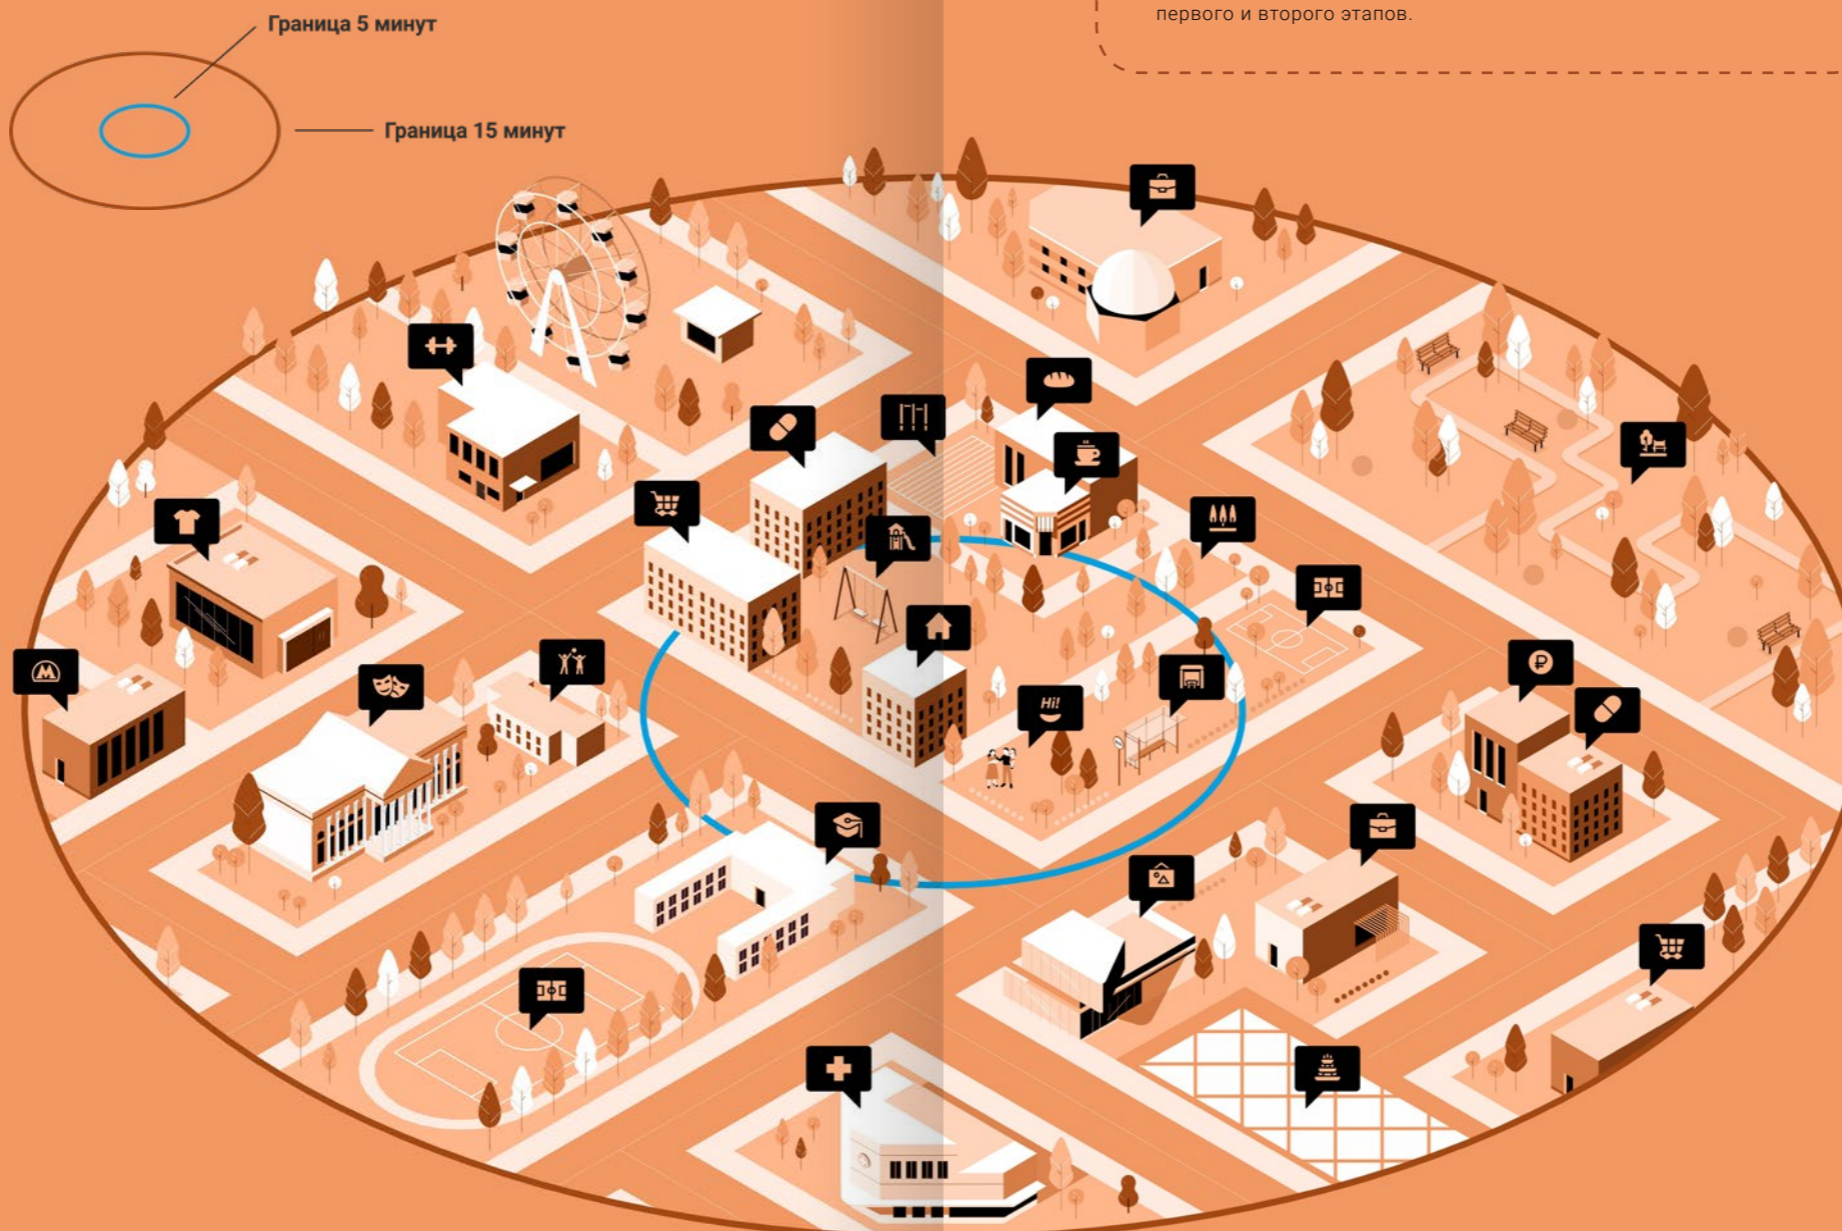 Граница 5 минут
первого и второго этапов.
Граница 15 минут
М
Hi!
₽